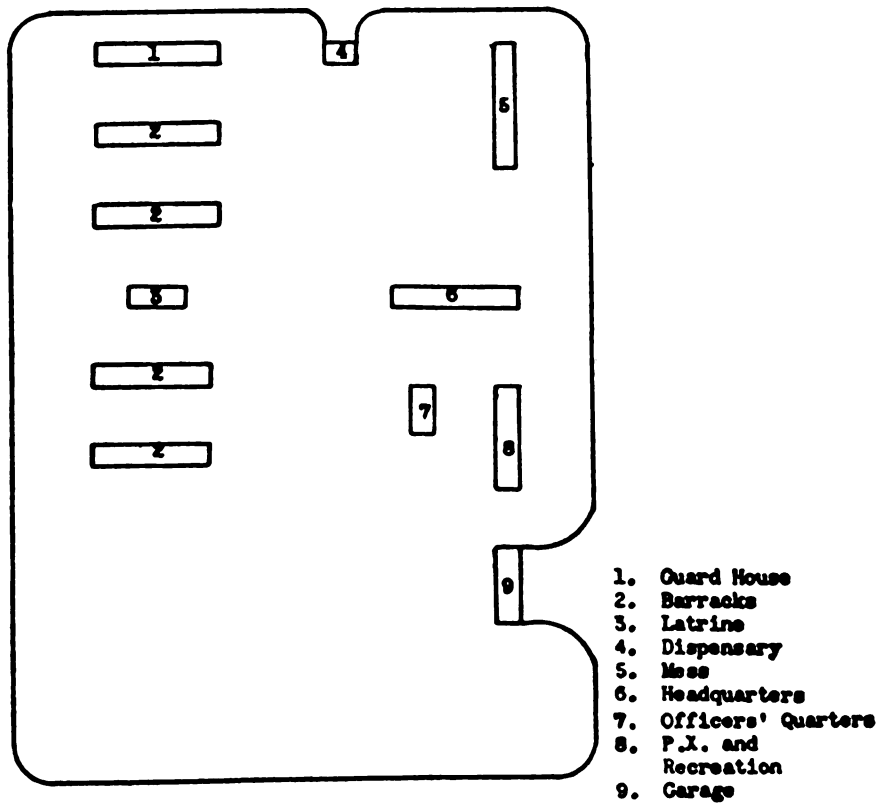 1
4
5
2
2
3
6
2
7
2
8
9
1. Guard House
2. Barracks
3. Latrine
4. Dispensary
5. Mess
6. Headquarters
7. Officers' Quarters
8. P.X. and
Recreation
9. Garage